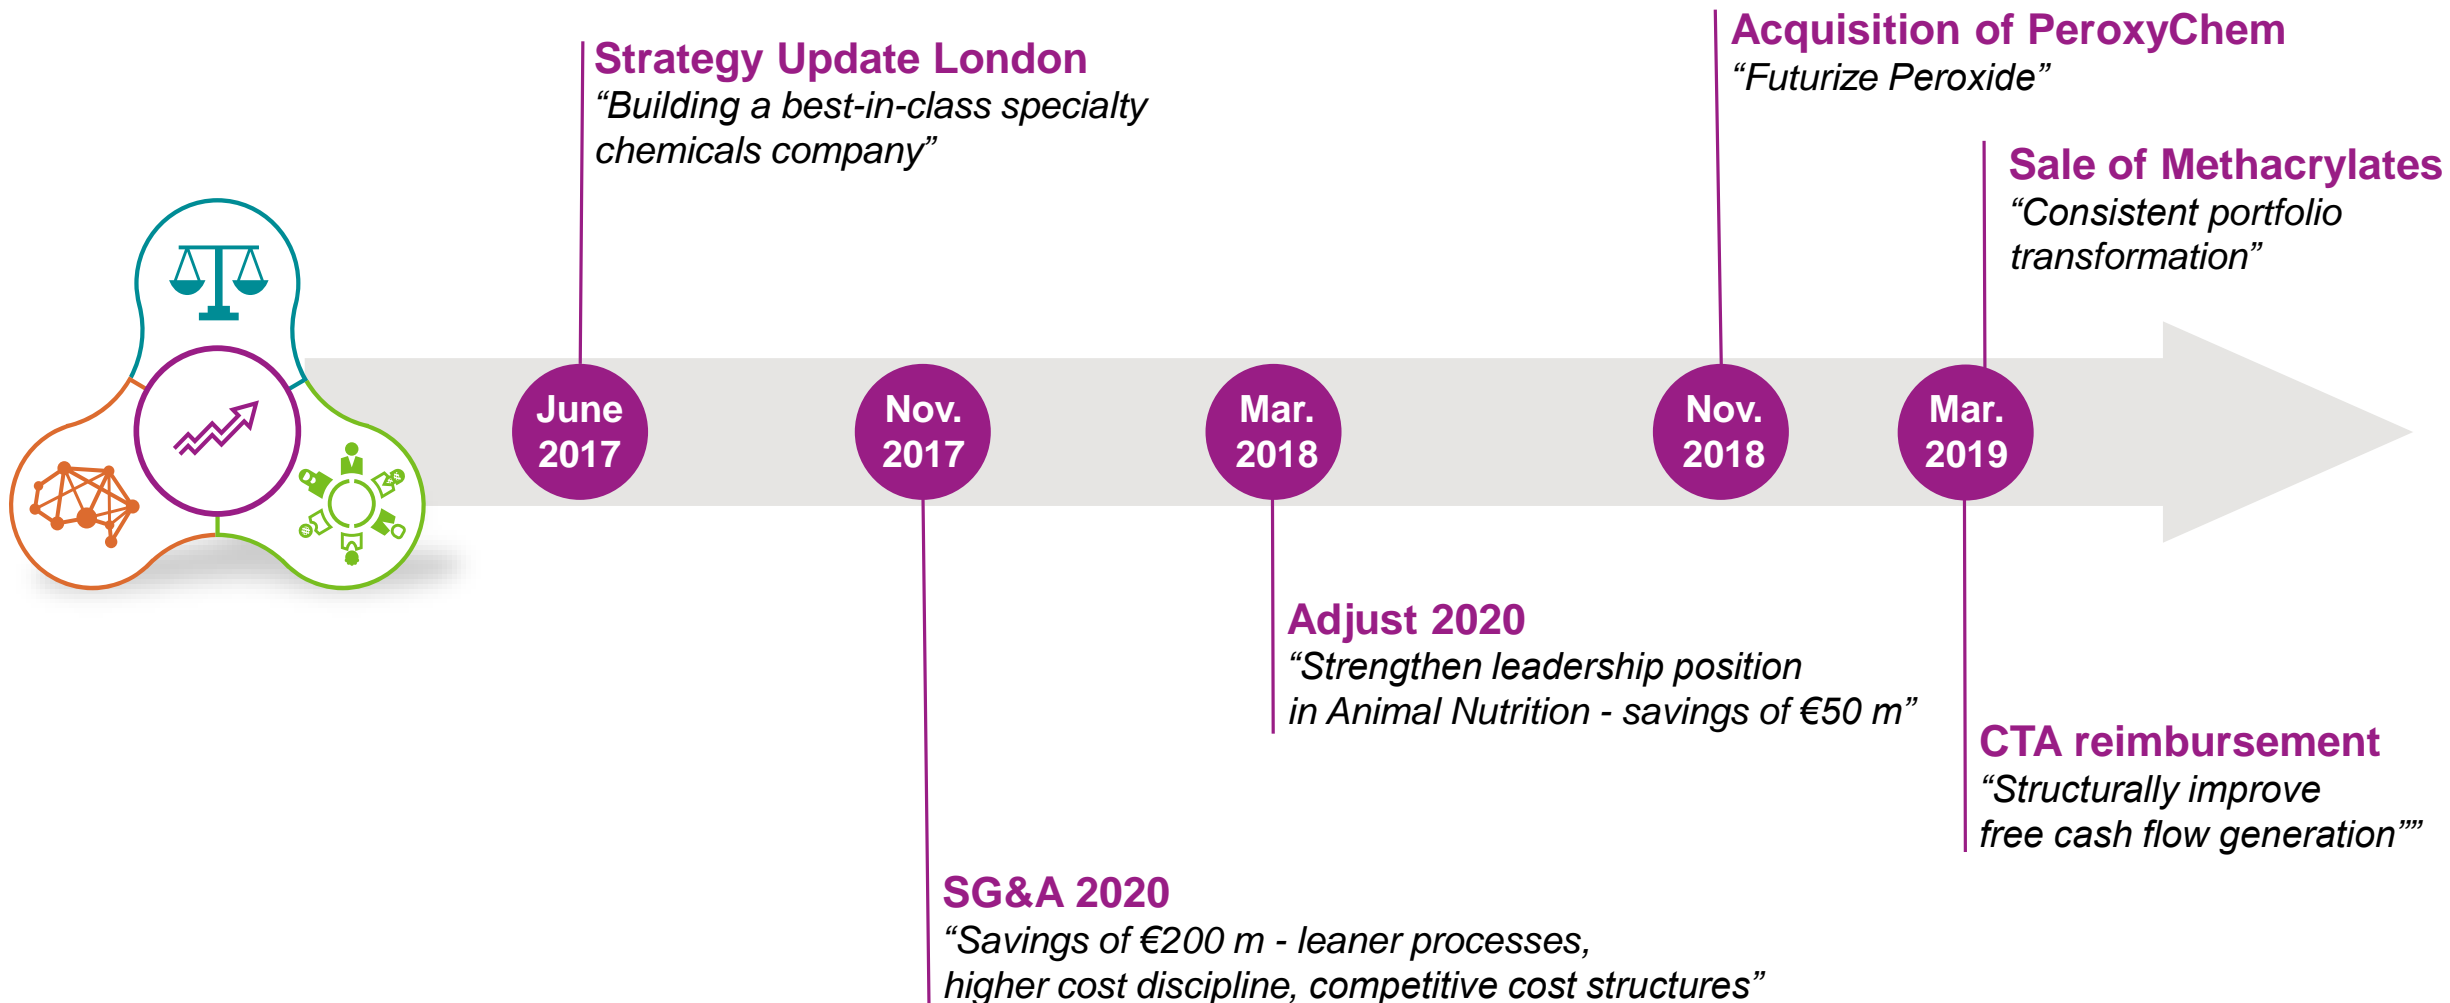 Strategy Update London
“Building a best-in-class specialty
chemicals company”
Acquisition of PeroxyChem
“Futurize Peroxide”
Sale of Methacrylates
“Consistent portfolio
transformation”
June
2017
Nov.
2017
Mar.
2018
Nov.
2018
Mar.
2019
Adjust 2020
“Strengthen leadership position
in Animal Nutrition - savings of €50 m”
CTA reimbursement
“Structurally improve
free cash flow generation””
SG&A 2020
“Savings of €200 m - leaner processes,
higher cost discipline, competitive cost structures”